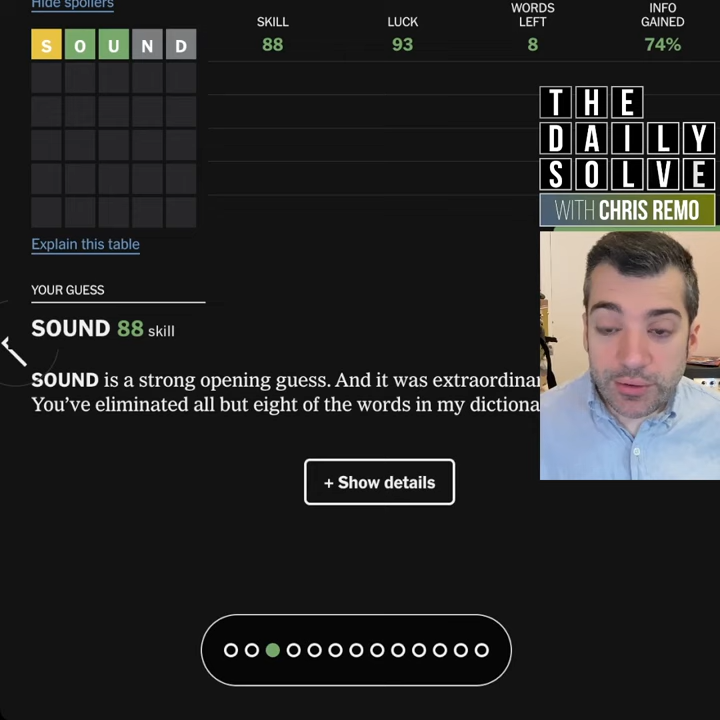 Hide spoilers
SKILL
LUCK
WORDS
LEFT
INFO
GAINED
SOUND
88
93
8
74%
THE
DAILY
SOLVE
WITH CHRIS REMO
Explain this table
YOUR GUESS
SOUND 88 skill
SOUND is a strong opening guess. And it was
You've eliminated all but eight of the words in my
+ Show details